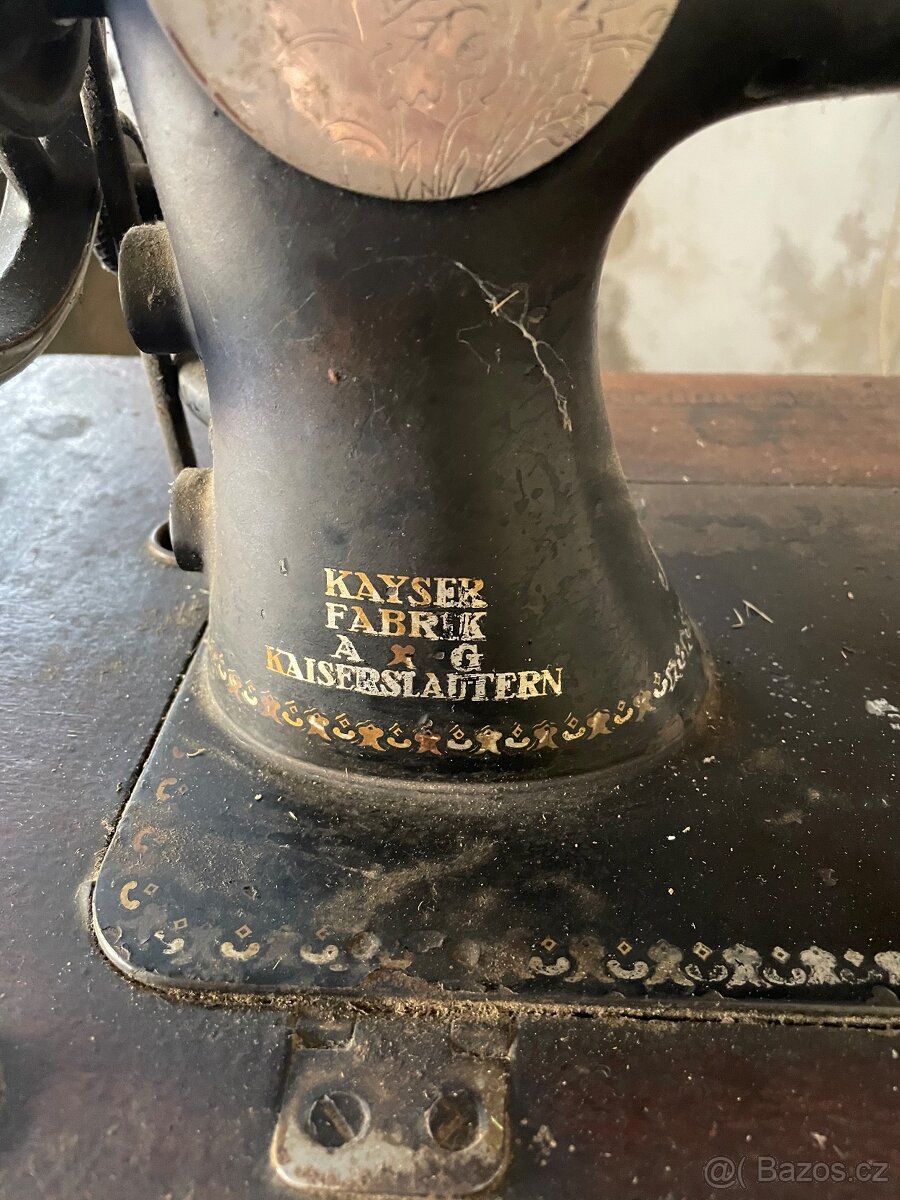 KAYSER
FABRIK
A x G
KAISERSLAUTERN
@( Bazos.cz